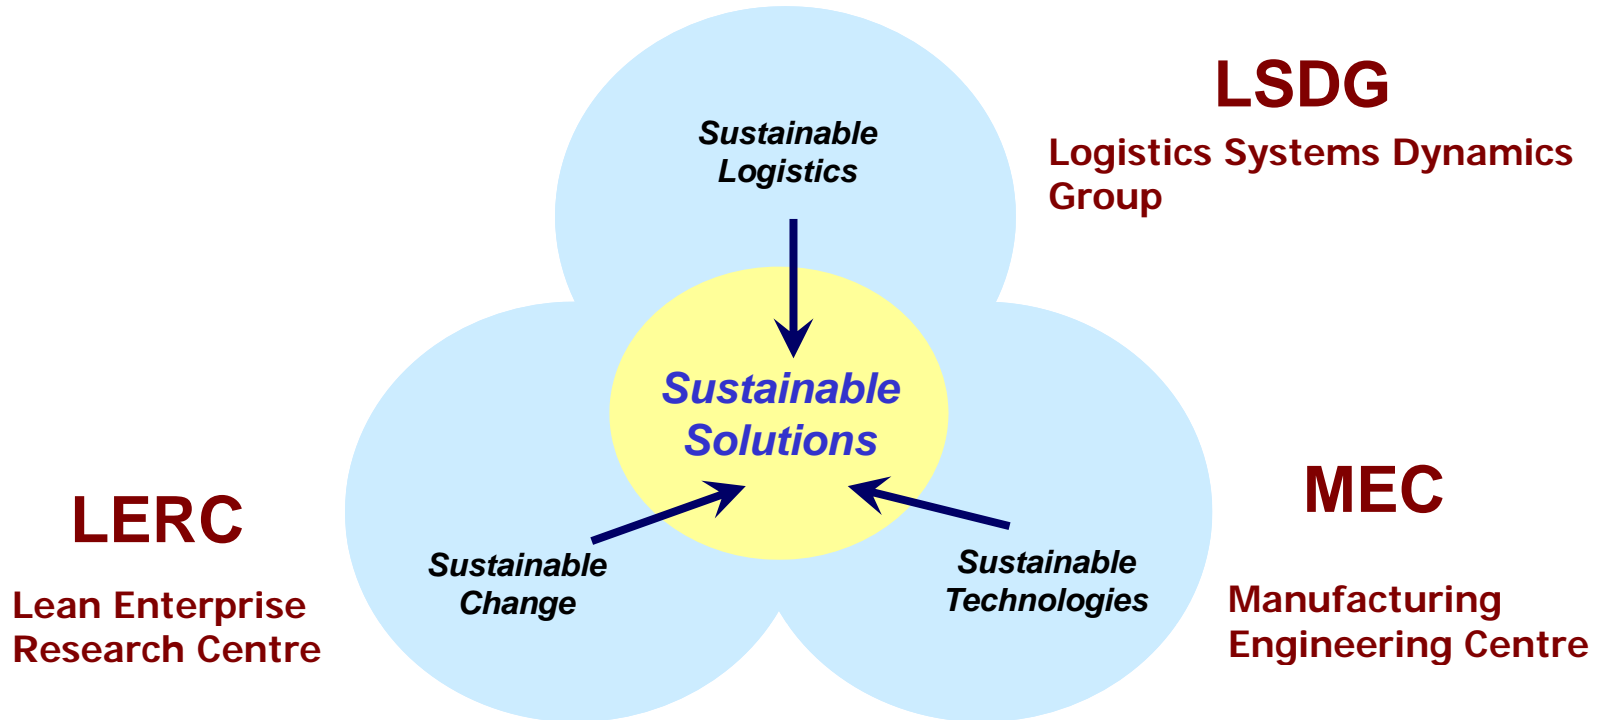 LSDG
Logistics Systems Dynamics
Group
Sustainable
Logistics
Sustainable
Solutions
LERC
Lean Enterprise
Research Centre
Sustainable
Change
Sustainable
Technologies
MEC
Manufacturing
Engineering Centre